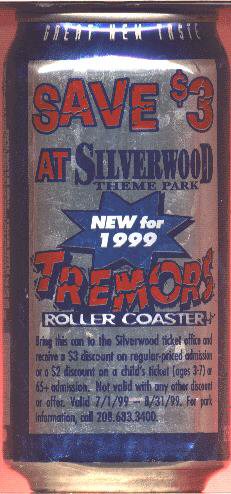 GREAT NEW TASTE
SAVE $3
AT SILVERWOOD
THEME PARK
NEW for
1999
TREMORS
ROLLER COASTER!
Bring this can to the Silverwood ticket office and
receive a $3 discount on regular-priced admission
or a $2 discount on a child's ticket (ages 3-7) or
65+ admission. Not valid with any other discount
or offer. Valid 7/1/99 – 8/31/99. For park
information, call 208.683.3400.